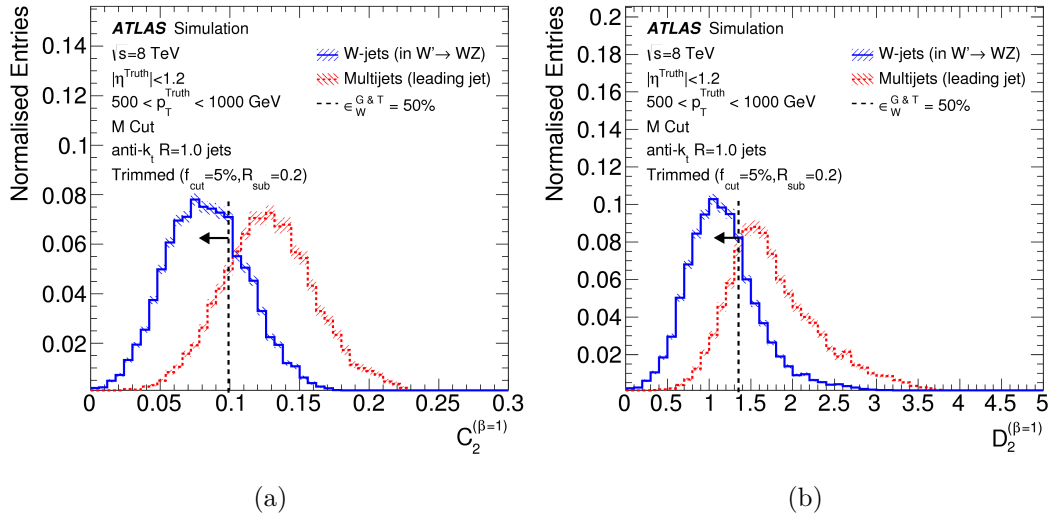 ATLAS Simulation
√s=8 TeV
|η^Truth|<1.2
500 < p_T^Truth < 1000 GeV
M Cut
anti-k_t R=1.0 jets
Trimmed (f_cut=5%,R_sub=0.2)
W-jets (in W'→ WZ)
Multijets (leading jet)
ϵ_W^G & T = 50%
Normalised Entries
0.14
0.12
0.1
0.08
0.06
0.04
0.02
0 0.05 0.1 0.15 0.2 0.25 0.3
C_2^(β=1)
(a)
ATLAS Simulation
√s=8 TeV
|η^Truth|<1.2
500 < p_T^Truth < 1000 GeV
M Cut
anti-k_t R=1.0 jets
Trimmed (f_cut=5%,R_sub=0.2)
W-jets (in W'→ WZ)
Multijets (leading jet)
ϵ_W^G & T = 50%
Normalised Entries
0.2
0.18
0.16
0.14
0.12
0.1
0.08
0.06
0.04
0.02
0 0.5 1 1.5 2 2.5 3 3.5 4 4.5 5
D_2^(β=1)
(b)